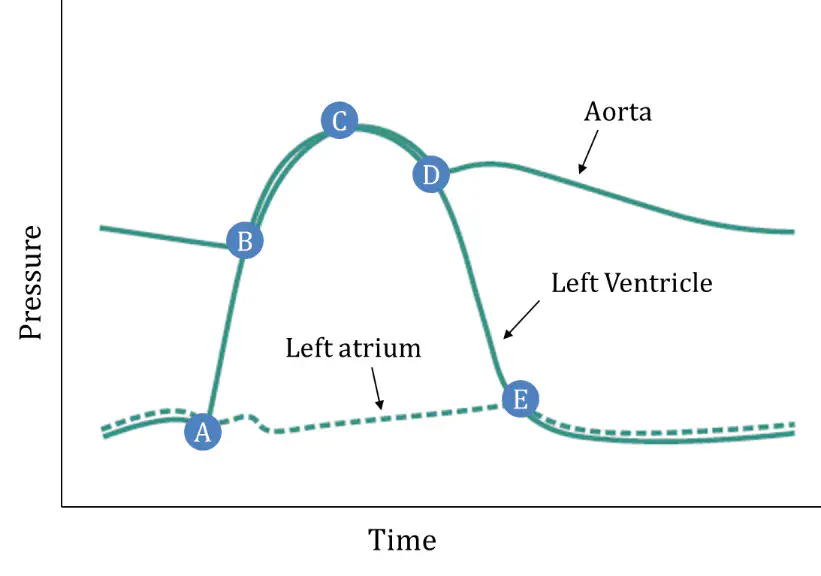 C
Aorta
D
B
Pressure
Left Ventricle
Left atrium
E
A
Time